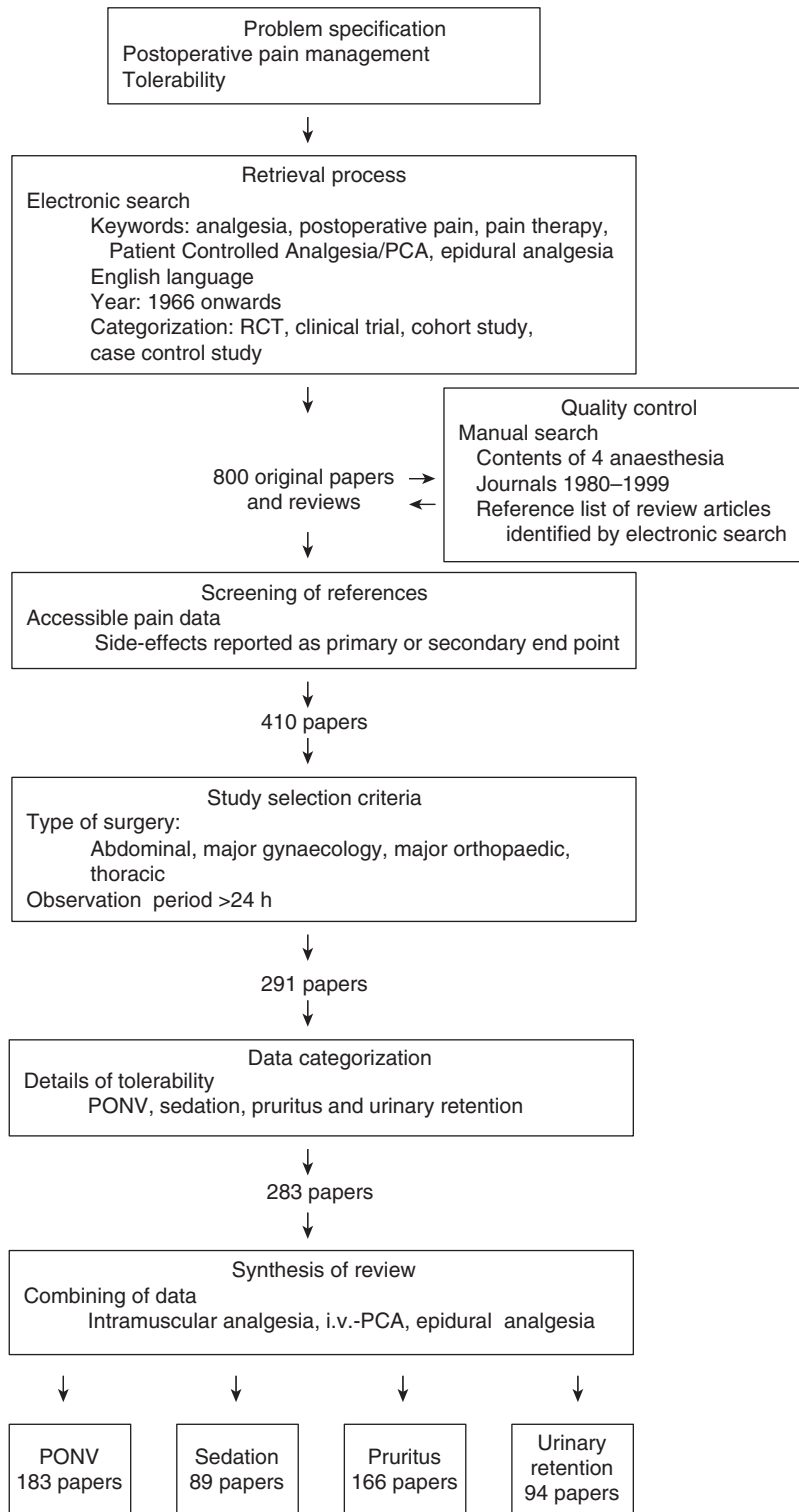 Problem specification
Postoperative pain management
Tolerability
Retrieval process
Electronic search
Keywords: analgesia, postoperative pain, pain therapy,
Patient Controlled Analgesia/PCA, epidural analgesia
English language
Year: 1966 onwards
Categorization: RCT, clinical trial, cohort study,
case control study
800 original papers
and reviews
Quality control
Manual search
Contents of 4 anaesthesia
Journals 1980–1999
Reference list of review articles
identified by electronic search
Screening of references
Accessible pain data
Side-effects reported as primary or secondary end point
410 papers
Study selection criteria
Type of surgery:
Abdominal, major gynaecology, major orthopaedic,
thoracic
Observation period >24 h
291 papers
Data categorization
Details of tolerability
PONV, sedation, pruritus and urinary retention
283 papers
Synthesis of review
Combining of data
Intramuscular analgesia, i.v.-PCA, epidural analgesia
PONV
183 papers
Sedation
89 papers
Pruritus
166 papers
Urinary
retention
94 papers